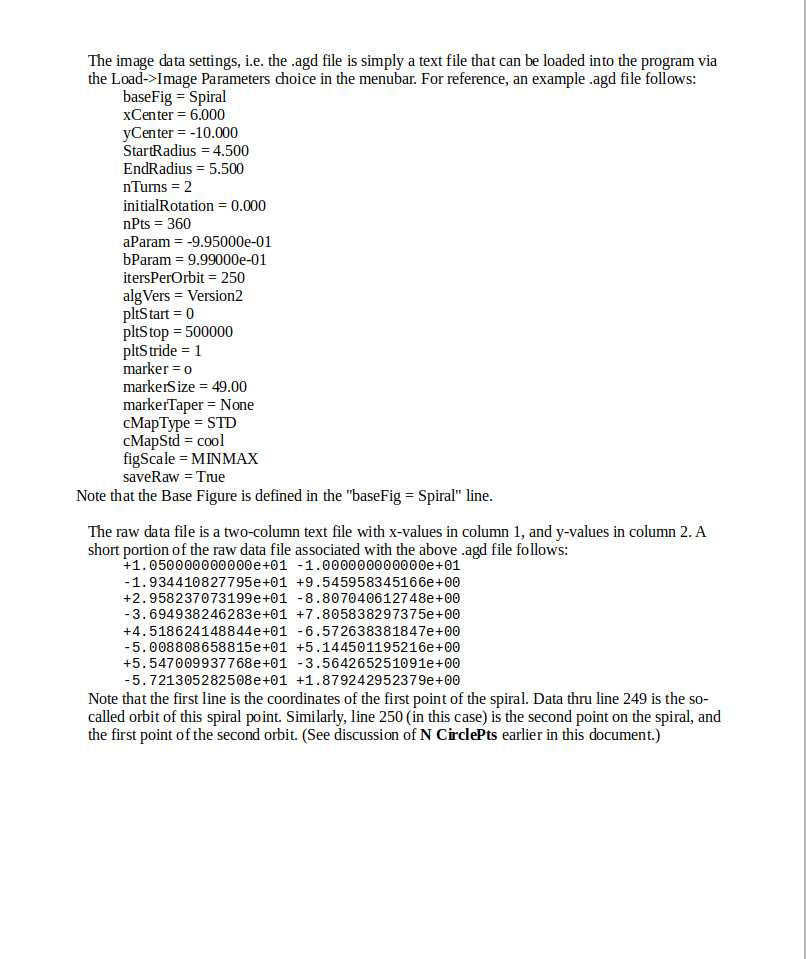 The image data settings, i.e. the .agd file is simply a text file that can be loaded into the program via
the Load->Image Parameters choice in the menubar. For reference, an example .agd file follows:
baseFig = Spiral
xCenter = 6.000
yCenter = -10.000
StartRadius = 4.500
EndRadius = 5.500
nTurns = 2
initialRotation = 0.000
nPts = 360
aParam = -9.95000e-01
bParam = 9.99000e-01
itersPerOrbit = 250
algVers = Version2
pltStart = 0
pltStop = 500000
pltStride = 1
marker = o
markerSize = 49.00
markerTaper = None
cMapType = STD
cMapStd = cool
figScale = MINMAX
saveRaw = True
Note that the Base Figure is defined in the "baseFig = Spiral" line.
The raw data file is a two-column text file with x-values in column 1, and y-values in column 2. A
short portion of the raw data file associated with the above .agd file follows:
+1.050000000000e+01 -1.000000000000e+01
-1.934410827795e+01 +9.545958345166e+00
+2.958237073199e+01 -8.807040612748e+00
-3.694938246283e+01 +7.805838297375e+00
+4.518624148844e+01 -6.572638381847e+00
-5.008808658815e+01 +5.144501195216e+00
+5.547009937768e+01 -3.564265251091e+00
-5.721305282508e+01 +1.879242952379e+00
Note that the first line is the coordinates of the first point of the spiral. Data thru line 249 is the so-
called orbit of this spiral point. Similarly, line 250 (in this case) is the second point on the spiral, and
the first point of the second orbit. (See discussion of N CirclePts earlier in this document.)